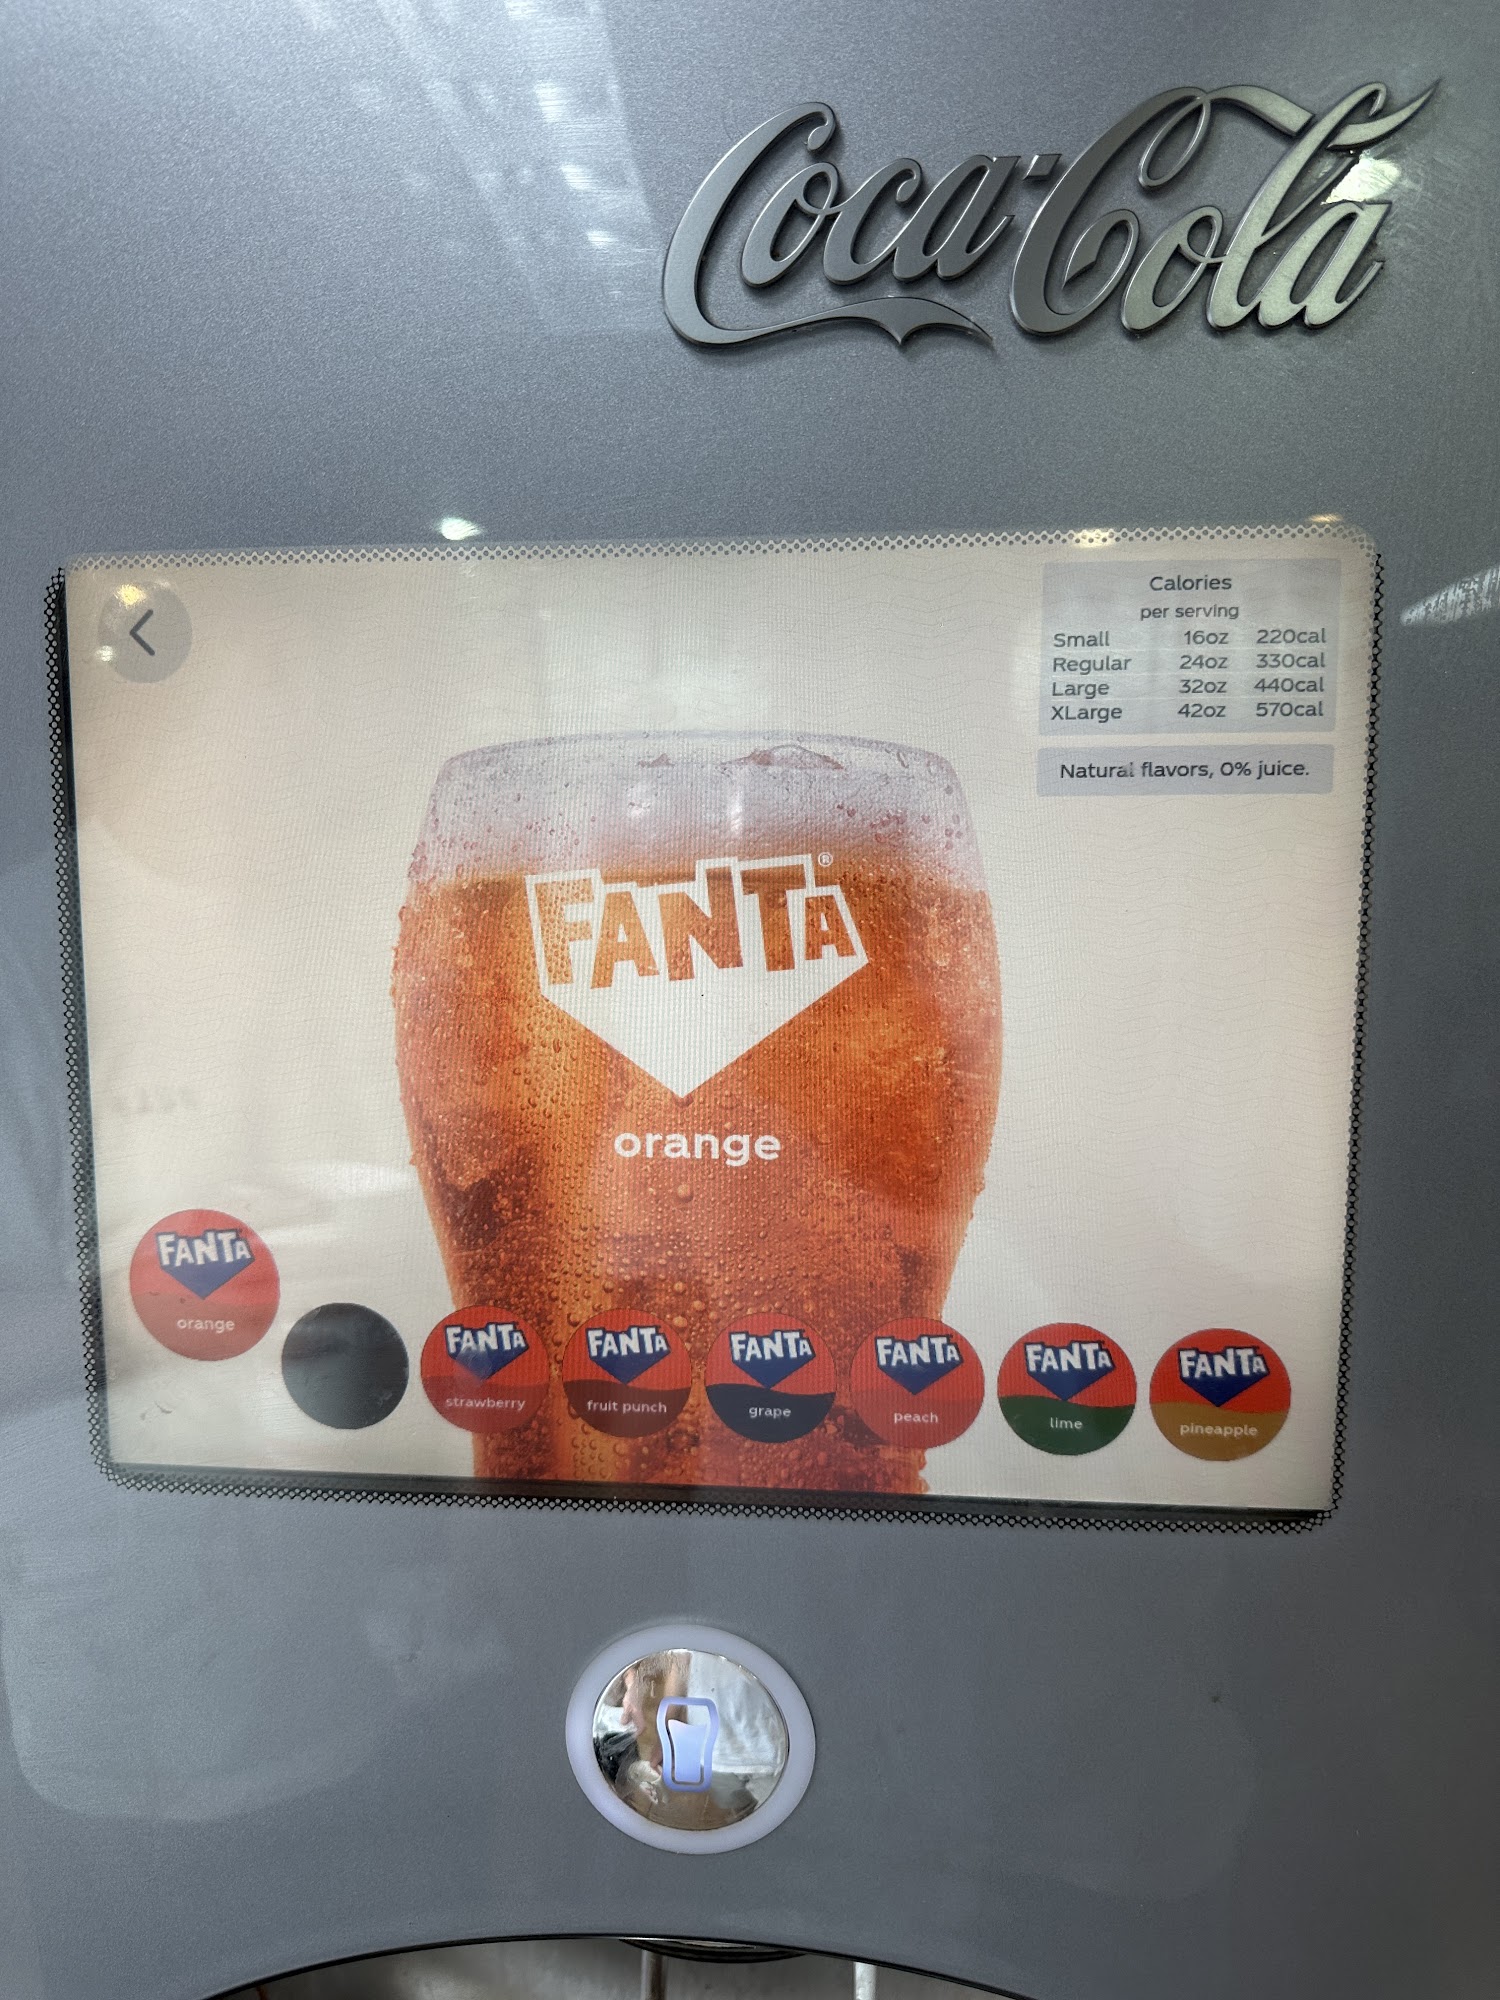 Coca-Cola
Calories
per serving
Small 16oz 220cal
Regular 24oz 330cal
Large 32oz 440cal
XLarge 42oz 570cal
Natural flavors, 0% juice.
FANTA®
orange
FANTA
orange
FANTA
strawberry
FANTA
fruit punch
FANTA
grape
FANTA
peach
FANTA
lime
FANTA
pineapple